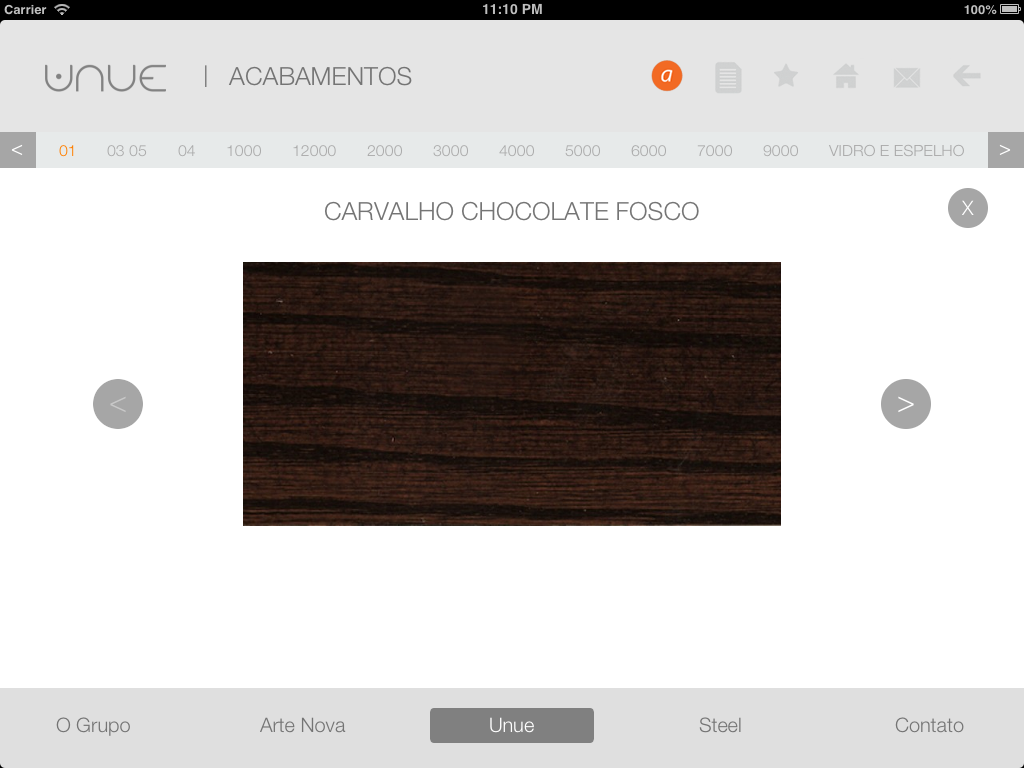 Carrier 11:10 PM 100%
UNUE | ACABAMENTOS a
< 01 03 05 04 1000 12000 2000 3000 4000 5000 6000 7000 9000 VIDRO E ESPELHO >
CARVALHO CHOCOLATE FOSCO X
< >
O Grupo Arte Nova Unue Steel Contato